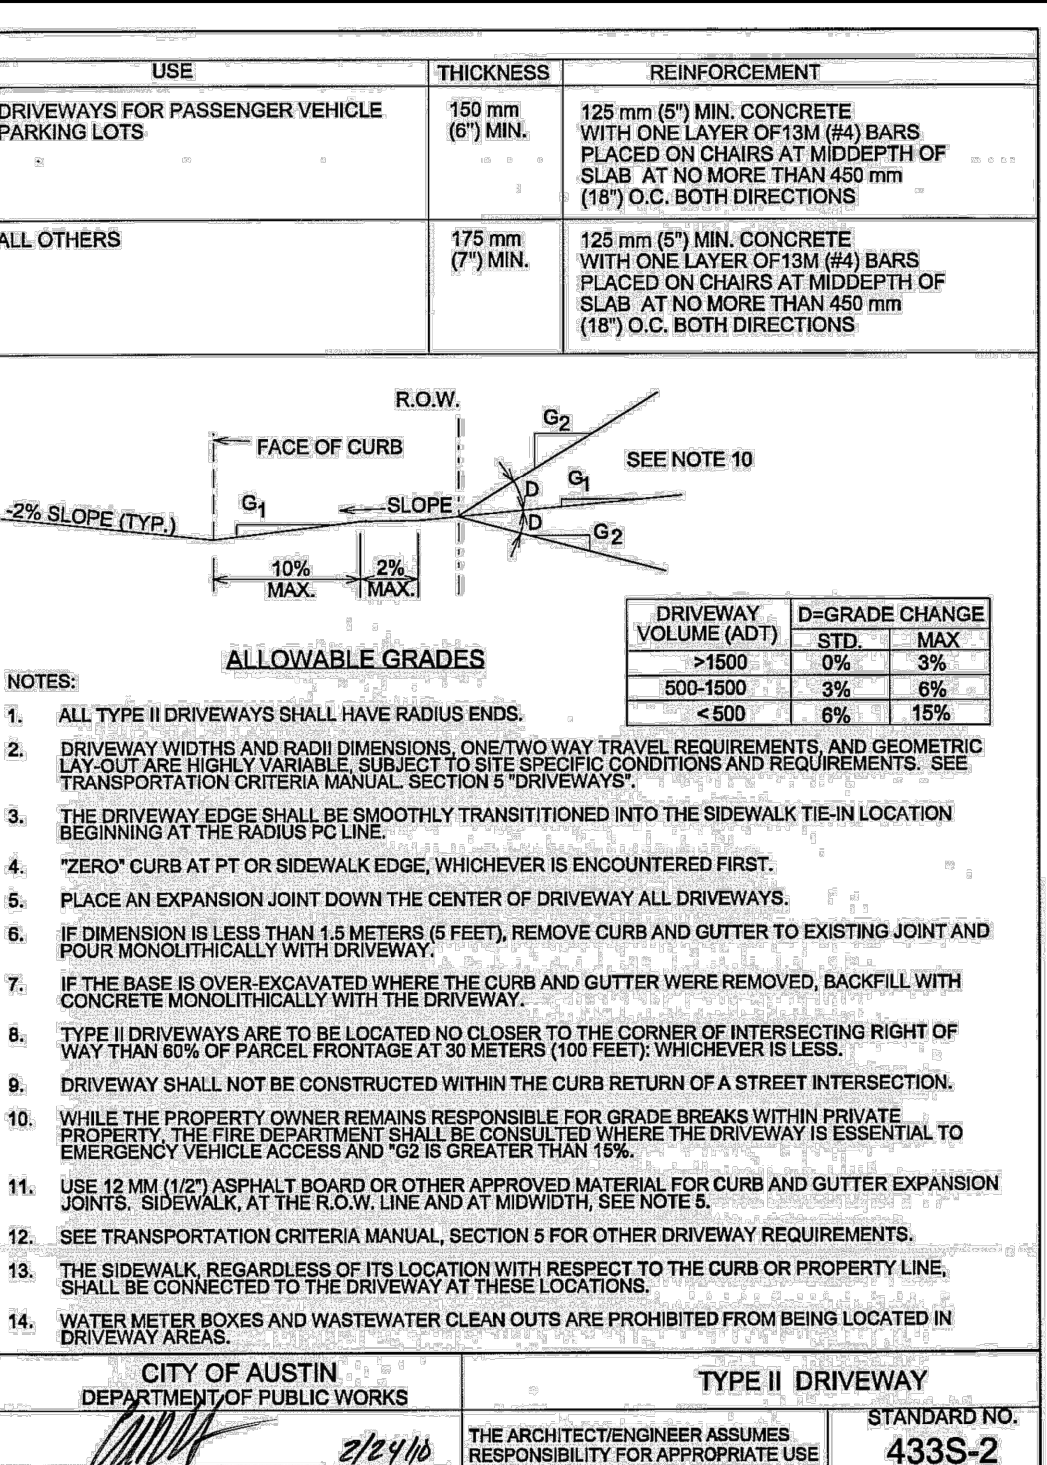 USE THICKNESS REINFORCEMENT
DRIVEWAYS FOR PASSENGER VEHICLE
PARKING LOTS
150 mm
(6") MIN.
125 mm (5") MIN. CONCRETE
WITH ONE LAYER OF13M (#4) BARS
PLACED ON CHAIRS AT MIDDEPTH OF
SLAB AT NO MORE THAN 450 mm
(18") O.C. BOTH DIRECTIONS
ALL OTHERS
175 mm
(7") MIN.
125 mm (5") MIN. CONCRETE
WITH ONE LAYER OF13M (#4) BARS
PLACED ON CHAIRS AT MIDDEPTH OF
SLAB AT NO MORE THAN 450 mm
(18") O.C. BOTH DIRECTIONS
R.O.W.
FACE OF CURB
G2
SEE NOTE 10
-2% SLOPE (TYP.)
G1
SLOPE
D
G1
D
G2
10%
MAX.
2%
MAX.
ALLOWABLE GRADES
DRIVEWAY
VOLUME (ADT)
D=GRADE CHANGE
STD. MAX
>1500 0% 3%
500-1500 3% 6%
<500 6% 15%
NOTES:
1. ALL TYPE II DRIVEWAYS SHALL HAVE RADIUS ENDS.
2. DRIVEWAY WIDTHS AND RADII DIMENSIONS, ONE/TWO WAY TRAVEL REQUIREMENTS, AND GEOMETRIC
LAY-OUT ARE HIGHLY VARIABLE, SUBJECT TO SITE SPECIFIC CONDITIONS AND REQUIREMENTS. SEE
TRANSPORTATION CRITERIA MANUAL SECTION 5 "DRIVEWAYS".
3. THE DRIVEWAY EDGE SHALL BE SMOOTHLY TRANSITITIONED INTO THE SIDEWALK TIE-IN LOCATION
BEGINNING AT THE RADIUS PC LINE.
4. "ZERO" CURB AT PT OR SIDEWALK EDGE, WHICHEVER IS ENCOUNTERED FIRST.
5. PLACE AN EXPANSION JOINT DOWN THE CENTER OF DRIVEWAY ALL DRIVEWAYS.
6. IF DIMENSION IS LESS THAN 1.5 METERS (5 FEET), REMOVE CURB AND GUTTER TO EXISTING JOINT AND
POUR MONOLITHICALLY WITH DRIVEWAY.
7. IF THE BASE IS OVER-EXCAVATED WHERE THE CURB AND GUTTER WERE REMOVED, BACKFILL WITH
CONCRETE MONOLITHICALLY WITH THE DRIVEWAY.
8. TYPE II DRIVEWAYS ARE TO BE LOCATED NO CLOSER TO THE CORNER OF INTERSECTING RIGHT OF
WAY THAN 60% OF PARCEL FRONTAGE AT 30 METERS (100 FEET): WHICHEVER IS LESS.
9. DRIVEWAY SHALL NOT BE CONSTRUCTED WITHIN THE CURB RETURN OF A STREET INTERSECTION.
10. WHILE THE PROPERTY OWNER REMAINS RESPONSIBLE FOR GRADE BREAKS WITHIN PRIVATE
PROPERTY, THE FIRE DEPARTMENT SHALL BE CONSULTED WHERE THE DRIVEWAY IS ESSENTIAL TO
EMERGENCY VEHICLE ACCESS AND "G2 IS GREATER THAN 15%.
11. USE 12 MM (1/2") ASPHALT BOARD OR OTHER APPROVED MATERIAL FOR CURB AND GUTTER EXPANSION
JOINTS. SIDEWALK, AT THE R.O.W. LINE AND AT MIDWIDTH, SEE NOTE 5.
12. SEE TRANSPORTATION CRITERIA MANUAL, SECTION 5 FOR OTHER DRIVEWAY REQUIREMENTS.
13. THE SIDEWALK, REGARDLESS OF ITS LOCATION WITH RESPECT TO THE CURB OR PROPERTY LINE,
SHALL BE CONNECTED TO THE DRIVEWAY AT THESE LOCATIONS.
14. WATER METER BOXES AND WASTEWATER CLEAN OUTS ARE PROHIBITED FROM BEING LOCATED IN
DRIVEWAY AREAS.
CITY OF AUSTIN
DEPARTMENT OF PUBLIC WORKS
TYPE II DRIVEWAY
2/24/10
THE ARCHITECT/ENGINEER ASSUMES
RESPONSIBILITY FOR APPROPRIATE USE
STANDARD NO.
433S-2